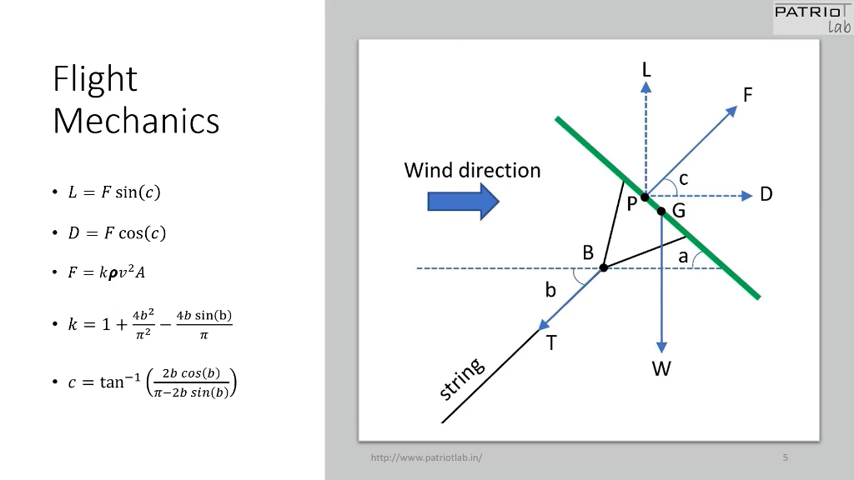 PATRIOT
Lab
Flight
Mechanics
• L = F sin(c)
• D = F cos(c)
• F = kρv²A
• k = 1 + 4b²/π² − 4b sin(b)/π
• c = tan⁻¹(2b cos(b)/π−2b sin(b))
L
F
Wind direction
c
D
P
G
B
a
b
T
W
string
http://www.patriotlab.in/
5